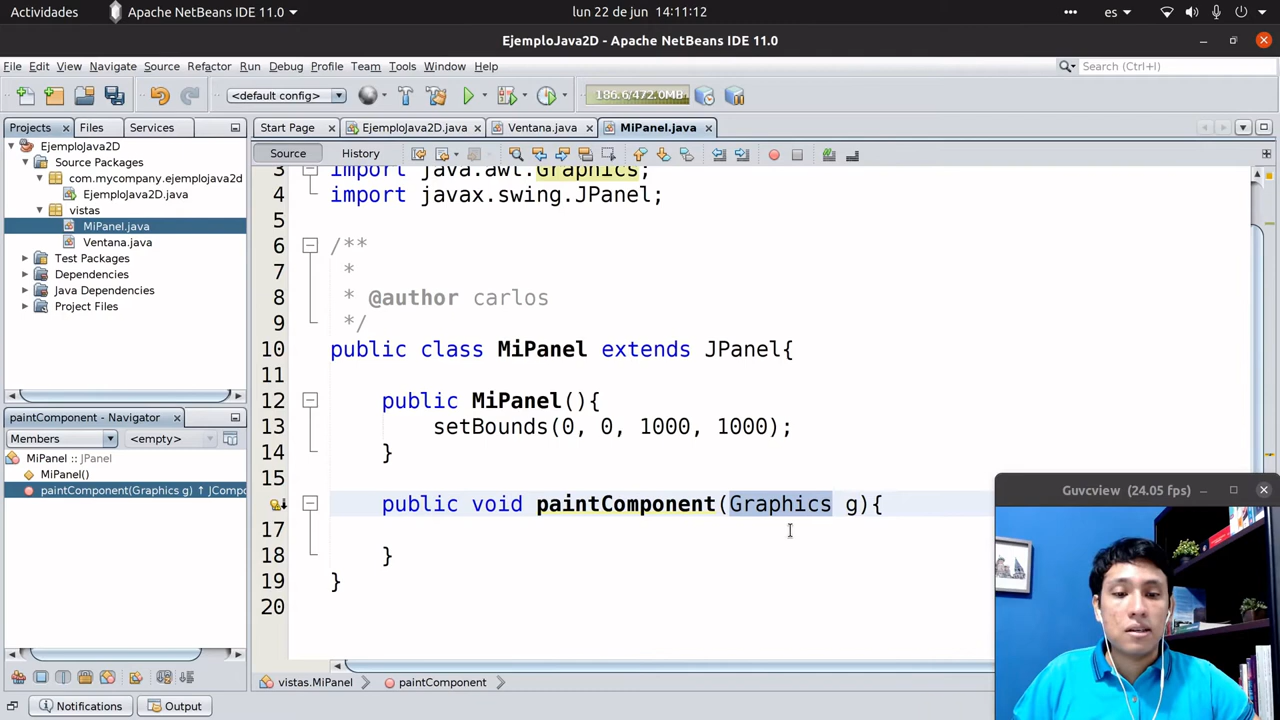 Actividades
Apache NetBeans IDE 11.0
lun 22 de jun 14:11:12
es
EjemploJava2D - Apache NetBeans IDE 11.0
File Edit View Navigate Source Refactor Run Debug Profile Team Tools Window Help
Search (Ctrl+I)
<default config>
186.6/472.0MB
Projects
Files
Services
Start Page
EjemploJava2D.java
Ventana.java
MiPanel.java
EjemploJava2D
Source Packages
com.mycompany.ejemplojava2d
EjemploJava2D.java
vistas
MiPanel.java
Ventana.java
Test Packages
Dependencies
Java Dependencies
Project Files
Source
History
3 import java.awt.Graphics;
4 import javax.swing.JPanel;
5
6 /**
7 *
8 * @author carlos
9 */
10 public class MiPanel extends JPanel{
11
12 public MiPanel(){
13 setBounds(0, 0, 1000, 1000);
14 }
15
public void paintComponent(Graphics g){
17
18 }
19 }
20
paintComponent - Navigator
Members
<empty>
MiPanel :: JPanel
MiPanel()
paintComponent(Graphics g) ↑ JCompo
Guvcview (24.05 fps)
vistas.MiPanel
paintComponent
Notifications
Output